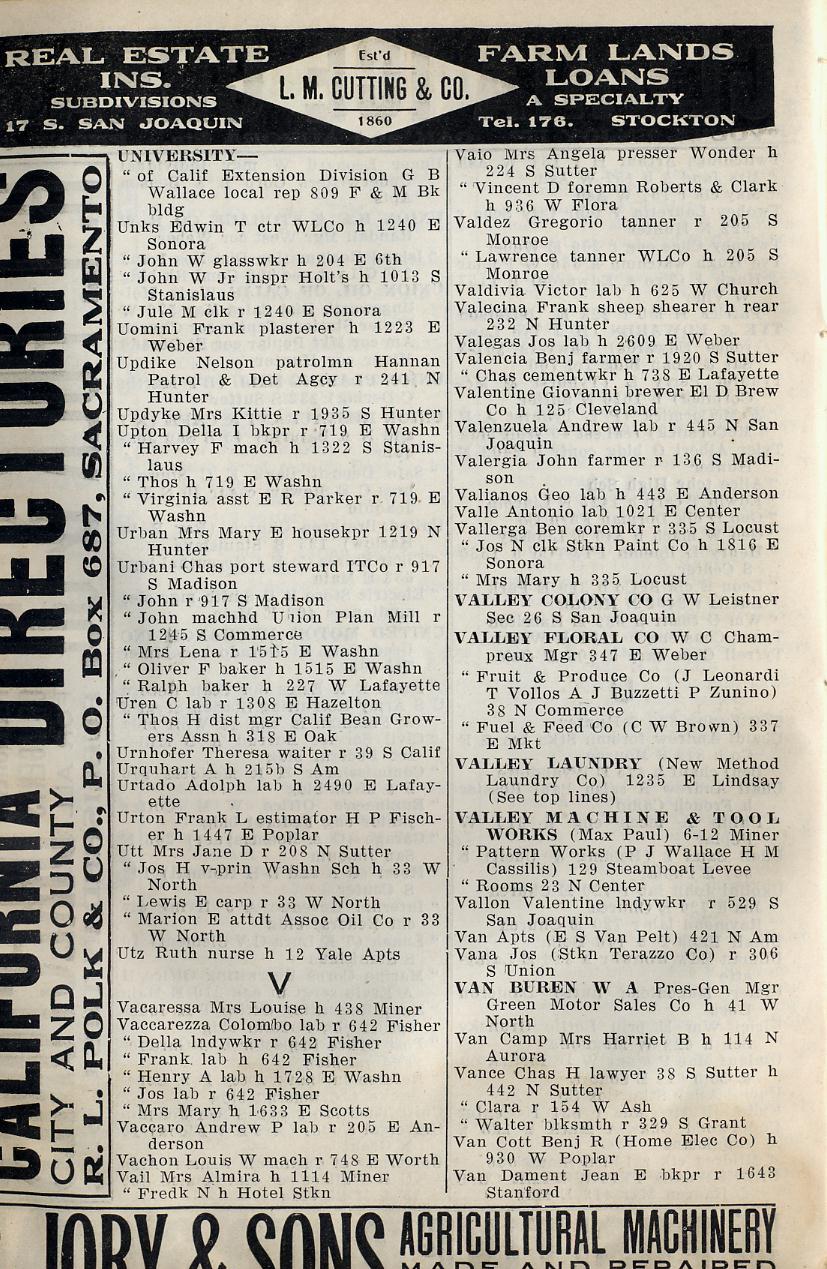 REAL ESTATE
INS.
SUBDIVISIONS
17 S. SAN JOAQUIN
Est'd
L. M. CUTTING & CO.
1860
FARM LANDS
LOANS
A SPECIALTY
Tel. 176. STOCKTON
CALIFORNIA DIRECTORIES
CITY AND COUNTY
R. L. POLK & CO., P. O. Box 687, SACRAMENTO
UNIVERSITY—
“ of Calif Extension Division G B
Wallace local rep 809 F & M Bk
bldg
Unks Edwin T ctr WLCo h 1240 E
Sonora
“ John W glasswkr h 204 E 6th
“ John W Jr inspr Holt's h 1013 S
Stanislaus
“ Jule M clk r 1240 E Sonora
Uomini Frank plasterer h 1223 E
Weber
Updike Nelson patrolmn Hannan
Patrol & Det Agcy r 241 N
Hunter
Updyke Mrs Kittie r 1935 S Hunter
Upton Della I bkpr r 719 E Washn
“ Harvey F mach h 1322 S Stanis-
laus
“ Thos h 719 E Washn
“ Virginia asst E R Parker r 719 E
Washn
Urban Mrs Mary E housekpr 1219 N
Hunter
Urbani Chas port steward ITCo r 917
S Madison
“ John r 917 S Madison
“ John machhd Union Plan Mill r
1245 S Commerce
“ Mrs Lena r 1515 E Washn
“ Oliver F baker h 1515 E Washn
“ Ralph baker h 227 W Lafayette
Uren C lab r 1308 E Hazelton
“ Thos H dist mgr Calif Bean Grow-
ers Assn h 318 E Oak
Urnhofer Theresa waiter r 39 S Calif
Urquhart A h 215b S Am
Urtado Adolph lab h 2490 E Lafay-
ette
Urton Frank L estimator H P Fisch-
er h 1447 E Poplar
Utt Mrs Jane D r 208 N Sutter
“ Jos H v-prin Washn Sch h 33 W
North
“ Lewis E carp r 33 W North
“ Marion E attdt Assoc Oil Co r 33
W North
Utz Ruth nurse h 12 Yale Apts
V
Vacaressa Mrs Louise h 438 Miner
Vaccarezza Colombo lab r 642 Fisher
“ Della lndywkr r 642 Fisher
“ Frank lab h 642 Fisher
“ Henry A lab h 1728 E Washn
“ Jos lab r 642 Fisher
“ Mrs Mary h 1633 E Scotts
Vaccaro Andrew P lab r 205 E An-
derson
Vachon Louis W mach r 748 E Worth
Vail Mrs Almira h 1114 Miner
“ Fredk N h Hotel Stkn
Vaio Mrs Angela presser Wonder h
224 S Sutter
“ Vincent D foremn Roberts & Clark
h 936 W Flora
Valdez Gregorio tanner r 205 S
Monroe
“ Lawrence tanner WLCo h 205 S
Monroe
Valdivia Victor lab h 625 W Church
Valecina Frank sheep shearer h rear
232 N Hunter
Valegas Jos lab h 2609 E Weber
Valencia Benj farmer r 1920 S Sutter
“ Chas cementwkr h 738 E Lafayette
Valentine Giovanni brewer El D Brew
Co h 125 Cleveland
Valenzuela Andrew lab r 445 N San
Joaquin
Valergia John farmer r 136 S Madi-
son
Valianos Geo lab h 443 E Anderson
Valle Antonio lab 1021 E Center
Vallerga Ben coremkr r 335 S Locust
“ Jos N clk Stkn Paint Co h 1816 E
Sonora
“ Mrs Mary h 335 Locust
VALLEY COLONY CO G W Leistner
Sec 26 S San Joaquin
VALLEY FLORAL CO W C Cham-
preux Mgr 347 E Weber
“ Fruit & Produce Co (J Leonardi
T Vollos A J Buzzetti P Zunino)
38 N Commerce
“ Fuel & Feed Co (C W Brown) 337
E Mkt
VALLEY LAUNDRY (New Method
Laundry Co) 1235 E Lindsay
(See top lines)
VALLEY MACHINE & TOOL
WORKS (Max Paul) 6-12 Miner
“ Pattern Works (P J Wallace H M
Cassilis) 129 Steamboat Levee
“ Rooms 23 N Center
Vallon Valentine lndywkr r 529 S
San Joaquin
Van Apts (E S Van Pelt) 421 N Am
Vana Jos (Stkn Terazzo Co) r 306
S Union
VAN BUREN W A Pres-Gen Mgr
Green Motor Sales Co h 41 W
North
Van Camp Mrs Harriet B h 114 N
Aurora
Vance Chas H lawyer 38 S Sutter h
442 N Sutter
“ Clara r 154 W Ash
“ Walter blksmth r 329 S Grant
Van Cott Benj R (Home Elec Co) h
930 W Poplar
Van Dament Jean E bkpr r 1643
Stanford
JORY & SONS
AGRICULTURAL MACHINERY
MADE AND REPAIRED